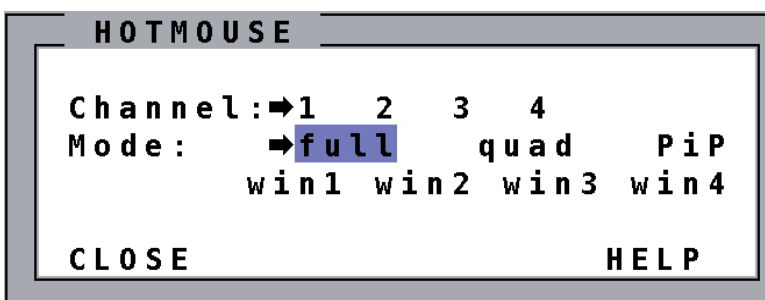 HOTMOUSE
Channel:➡1 2 3 4
Mode: ➡full quad PiP
win1 win2 win3 win4
CLOSE HELP